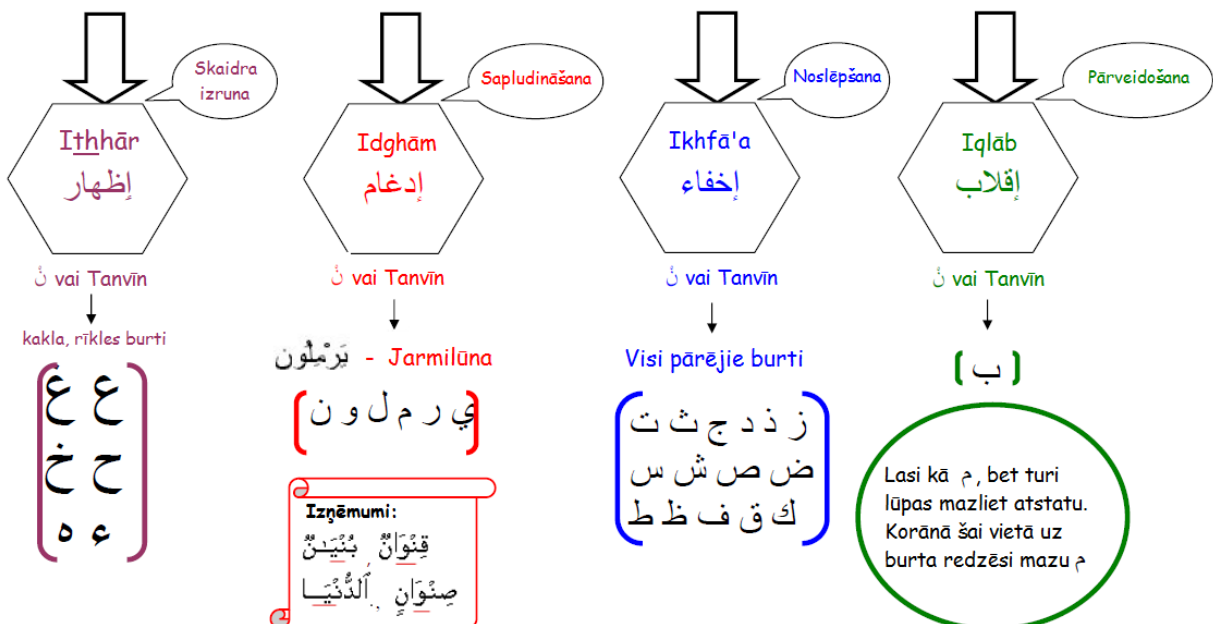 Skaidra
izruna
Ithhār
إظهار
نْ vai Tanvīn
kakla, rīkles burti
ع غ
ح خ
ء ه
Sapludināšana
Idghām
إدغام
نْ vai Tanvīn
يَرْمِلُون - Jarmilūna
ي ر م ل و ن
Izņēmumi:
قِنْوَانٌ , بُنْيَـٰنٌ
صِنْوَانٍ , ٱلدُّنْيَـا
Noslēpšana
Ikhfā'a
إخفاء
نْ vai Tanvīn
Visi pārējie burti
ز ذ د ج ث ت
ض ص ش س
ك ق ف ظ ط
Pārveidošana
Iqlāb
إقلاب
نْ vai Tanvīn
ب
Lasi kā م , bet turi
lūpas mazliet atstatu.
Korānā šai vietā uz
burta redzēsi mazu م